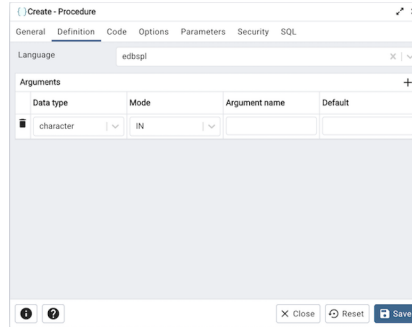 { } Create - Procedure
General Definition Code Options Parameters Security SQL
Language edbspl
Arguments
Data type Mode Argument name Default
character IN
Close Reset Save